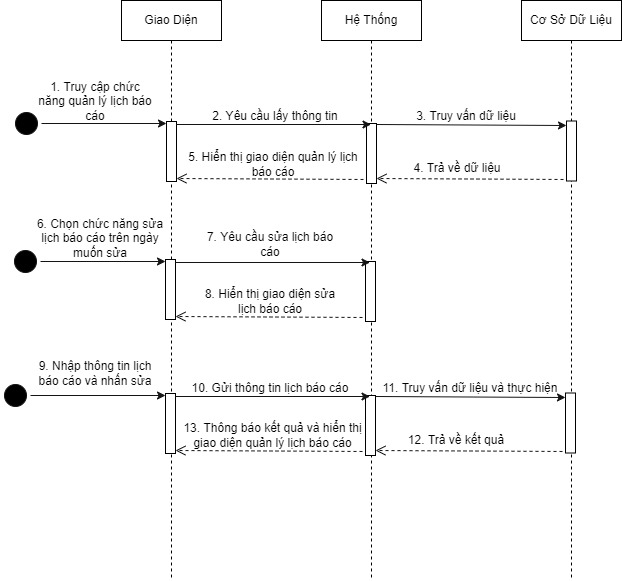 Giao Diện
Hệ Thống
Cơ Sở Dữ Liệu
1. Truy cập chức
năng quản lý lịch báo
cáo
2. Yêu cầu lấy thông tin
3. Truy vấn dữ liệu
5. Hiển thị giao diện quản lý lịch
báo cáo
4. Trả về dữ liệu
6. Chọn chức năng sửa
lịch báo cáo trên ngày
muốn sửa
7. Yêu cầu sửa lịch báo
cáo
8. Hiển thị giao diện sửa
lịch báo cáo
9. Nhập thông tin lịch
báo cáo và nhấn sửa
10. Gửi thông tin lịch báo cáo
11. Truy vấn dữ liệu và thực hiện
13. Thông báo kết quả và hiển thị
giao diện quản lý lịch báo cáo
12. Trả về kết quả